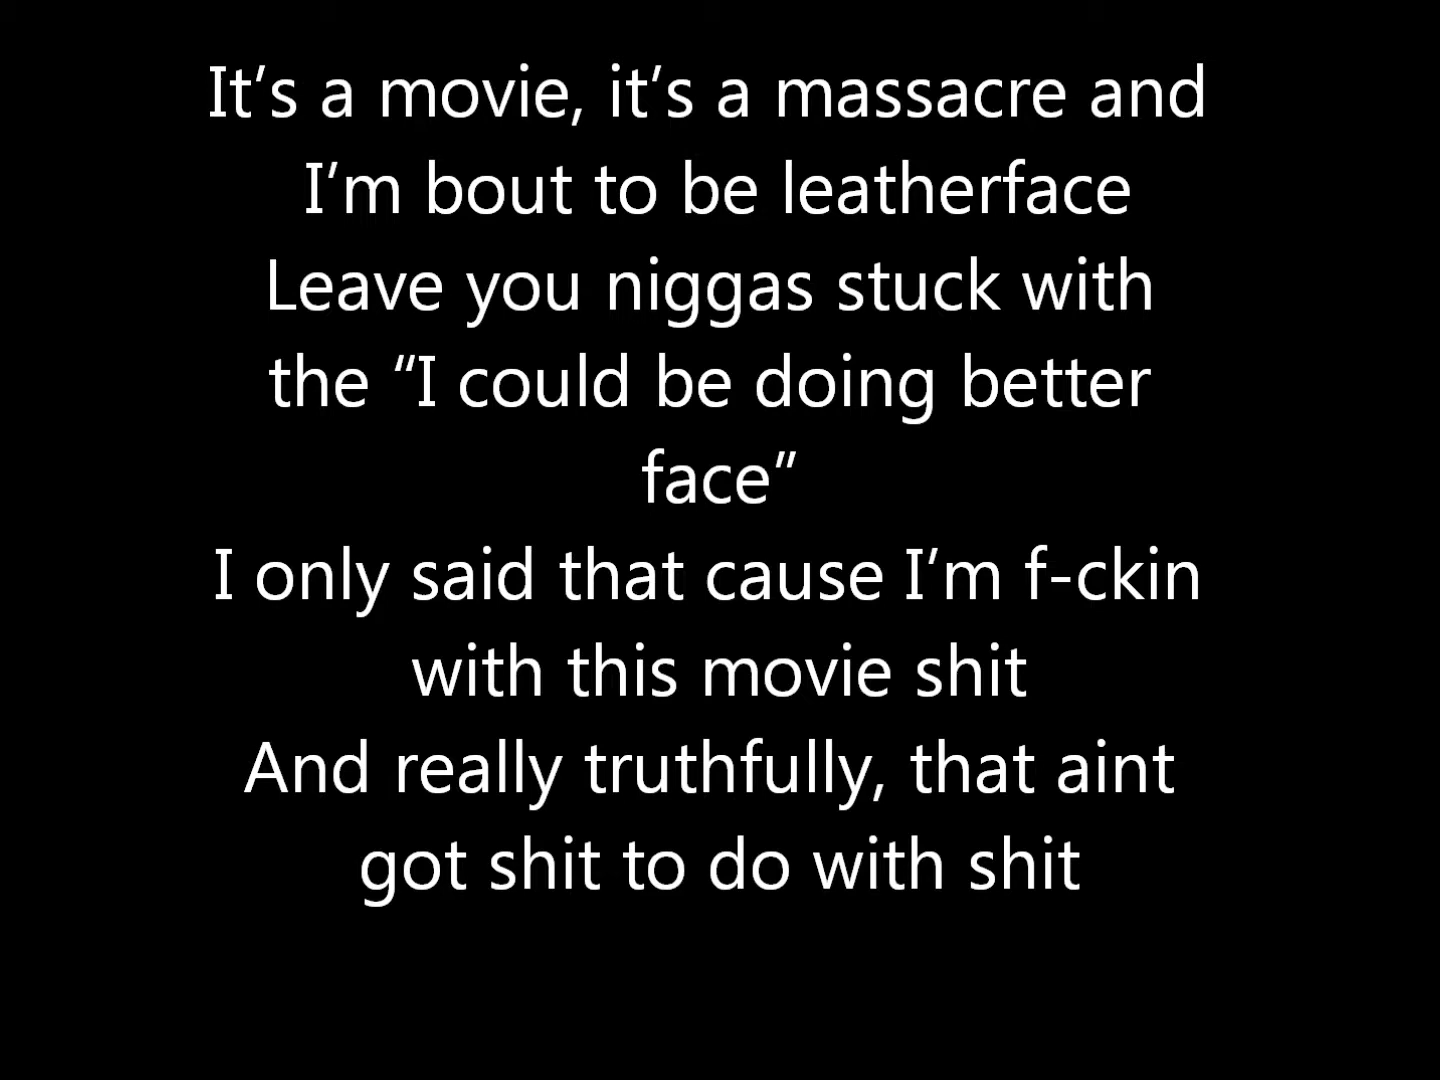 It’s a movie, it’s a massacre and
I’m bout to be leatherface
Leave you niggas stuck with
the “I could be doing better
face”
I only said that cause I’m f-ckin
with this movie shit
And really truthfully, that aint
got shit to do with shit